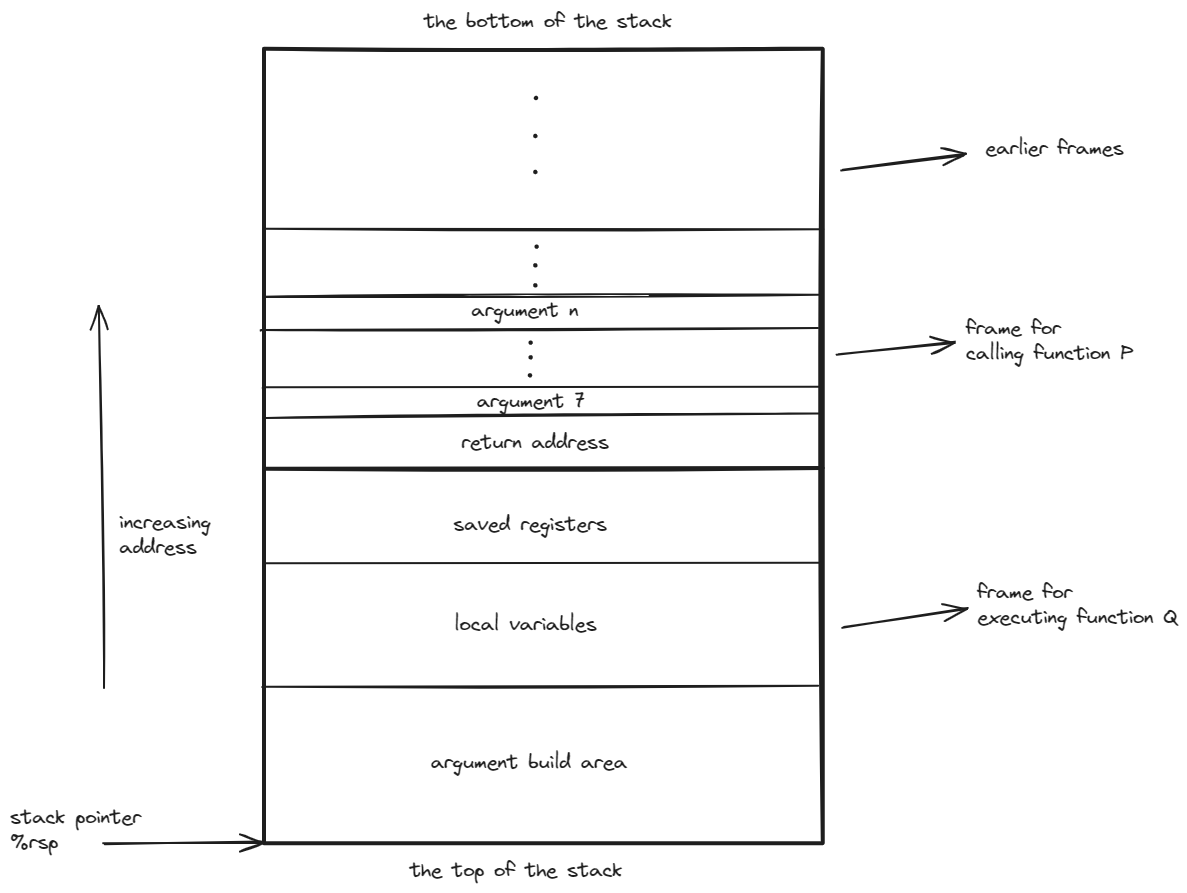 the bottom of the stack
earlier frames
argument n
frame for
calling function P
argument 7
return address
saved registers
increasing
address
frame for
executing function Q
local variables
argument build area
stack pointer
%rsp
the top of the stack